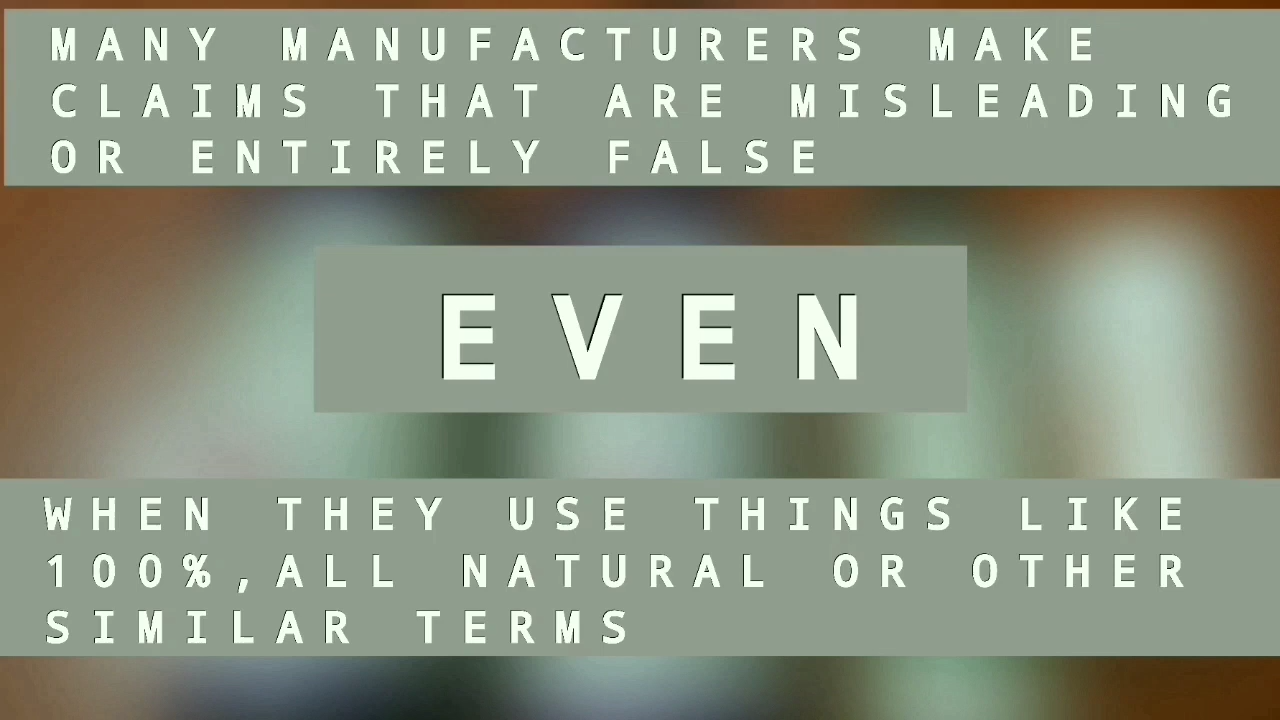 MANY MANUFACTURERS MAKE
CLAIMS THAT ARE MISLEADING
OR ENTIRELY FALSE
EVEN
WHEN THEY USE THINGS LIKE
100%,ALL NATURAL OR OTHER
SIMILAR TERMS